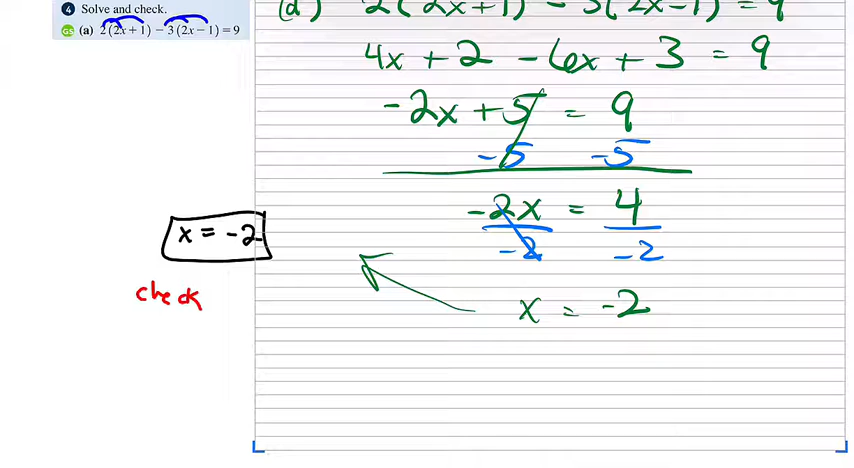 4 Solve and check.
GS (a) 2(2x + 1) − 3(2x − 1) = 9
(a) 2(2x+1) - 3(2x-1) = 9
4x + 2 - 6x + 3 = 9
-2x + 5 = 9
-5 -5
-2x = 4
-2 -2
x = -2
x = -2
check